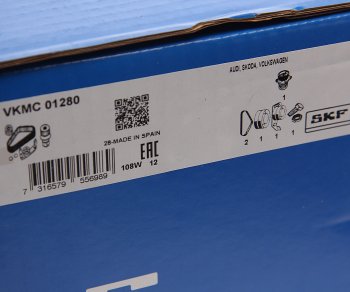 VKMC 01280
AUDI, SKODA, VOLKSWAGEN
1
28-MADE IN SPAIN
2 1 1 1
SKF
108W 12
EAC
7 316579 556989